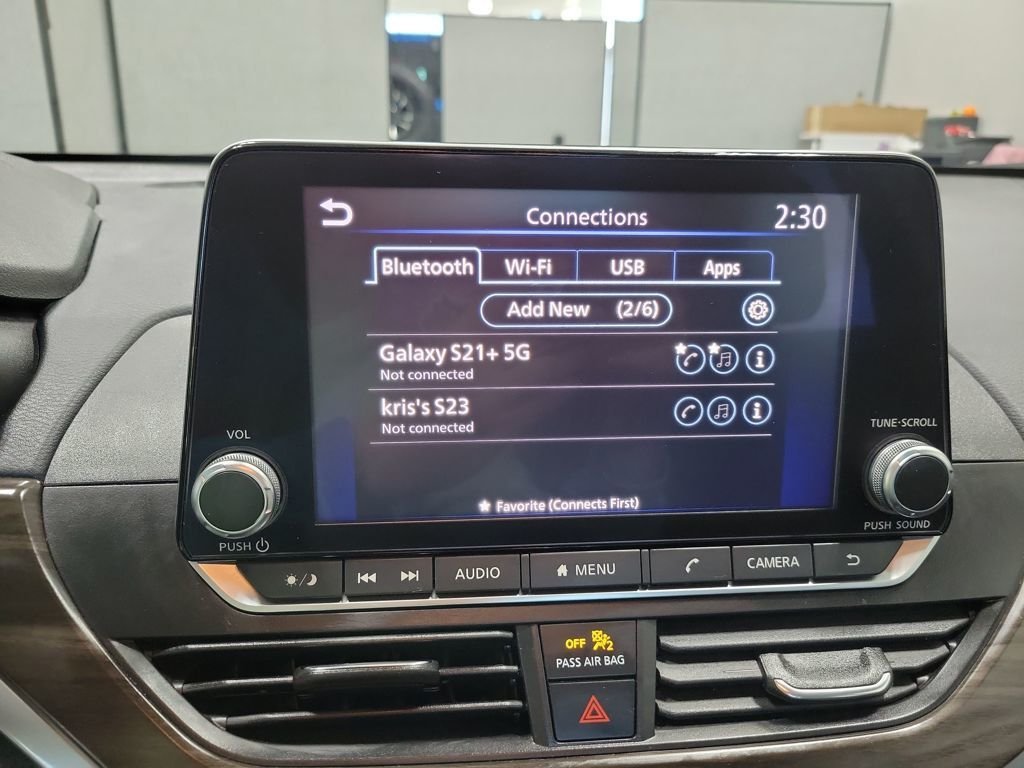 Connections
2:30
Bluetooth
Wi-Fi
USB
Apps
Add New (2/6)
Galaxy S21+ 5G
Not connected
kris's S23
Not connected
★ Favorite (Connects First)
VOL
PUSH
TUNE·SCROLL
PUSH SOUND
AUDIO
MENU
CAMERA
OFF 2
PASS AIR BAG